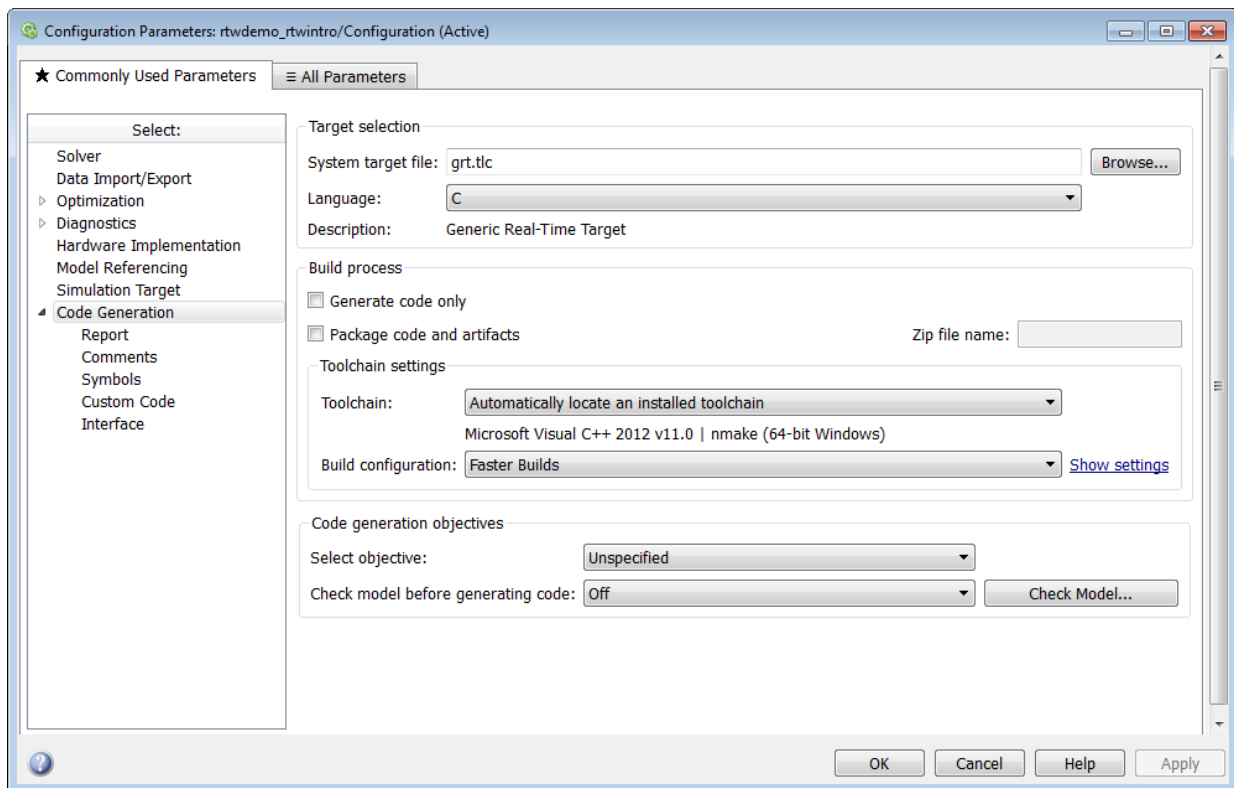 Configuration Parameters: rtwdemo_rtwintro/Configuration (Active)
★ Commonly Used Parameters
≡ All Parameters
Select:
Solver
Data Import/Export
Optimization
Diagnostics
Hardware Implementation
Model Referencing
Simulation Target
Code Generation
Report
Comments
Symbols
Custom Code
Interface
Target selection
System target file: grt.tlc Browse...
Language: C
Description: Generic Real-Time Target
Build process
Generate code only
Package code and artifacts Zip file name:
Toolchain settings
Toolchain: Automatically locate an installed toolchain
Microsoft Visual C++ 2012 v11.0 | nmake (64-bit Windows)
Build configuration: Faster Builds Show settings
Code generation objectives
Select objective: Unspecified
Check model before generating code: Off Check Model...
OK Cancel Help Apply